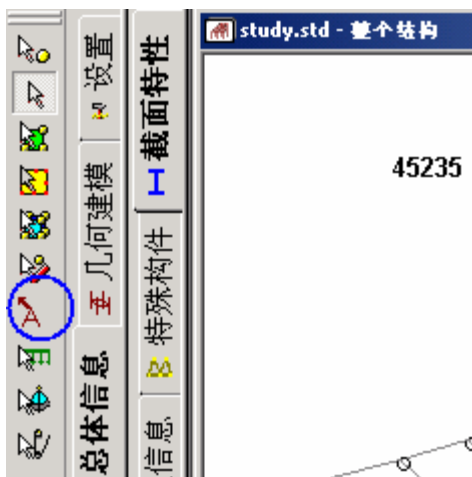 study.std - 整个结构
45235
设置
几何建模
总体信息
截面特性
特殊构件
信息